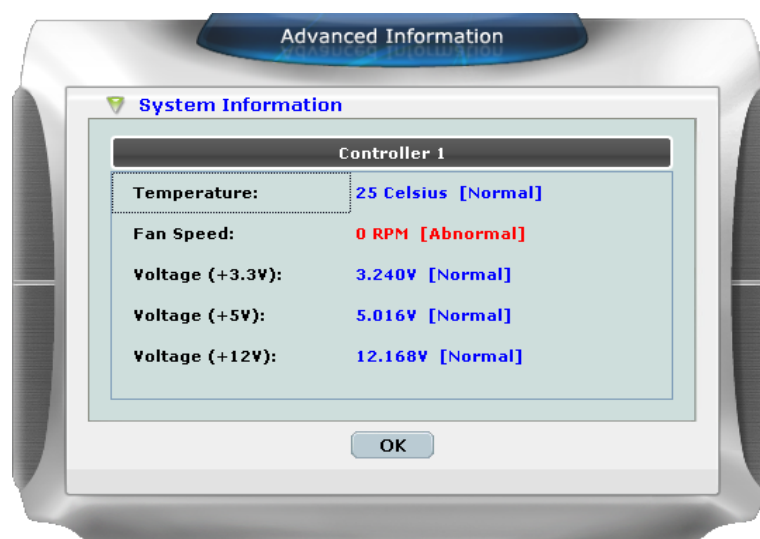 Advanced Information
System Information
Controller 1
Temperature: 25 Celsius [Normal]
Fan Speed: 0 RPM [Abnormal]
Voltage (+3.3V): 3.240V [Normal]
Voltage (+5V): 5.016V [Normal]
Voltage (+12V): 12.168V [Normal]
OK